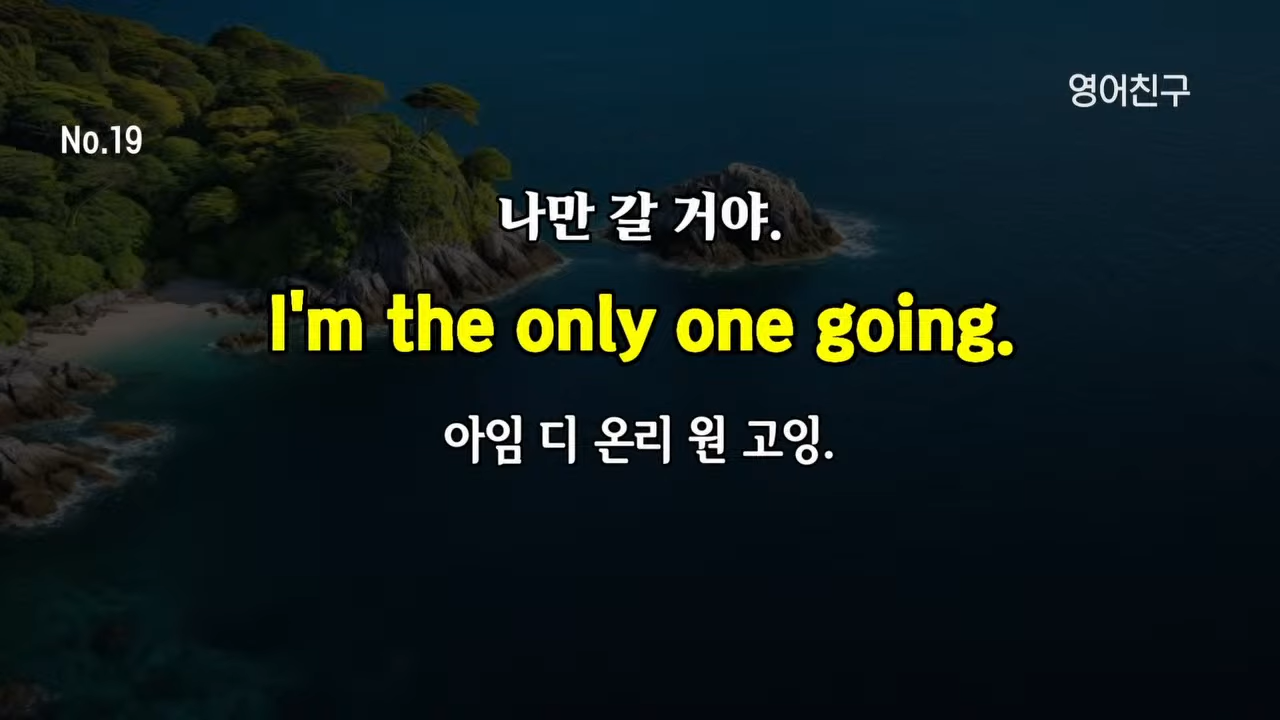 영어친구
No.19
나만 갈 거야.
I'm the only one going.
아임 디 온리 원 고잉.